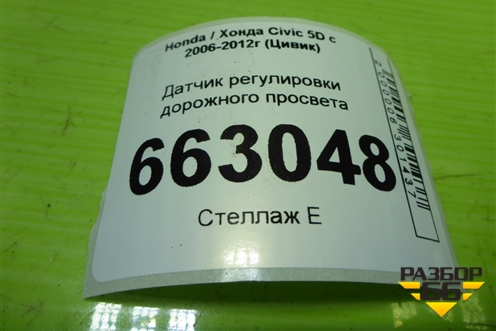 Honda / Хонда Civic 5D с
2006-2012г (Цивик)
Датчик регулировки
дорожного просвета
663048
Стеллаж Е
РАЗБОР
66